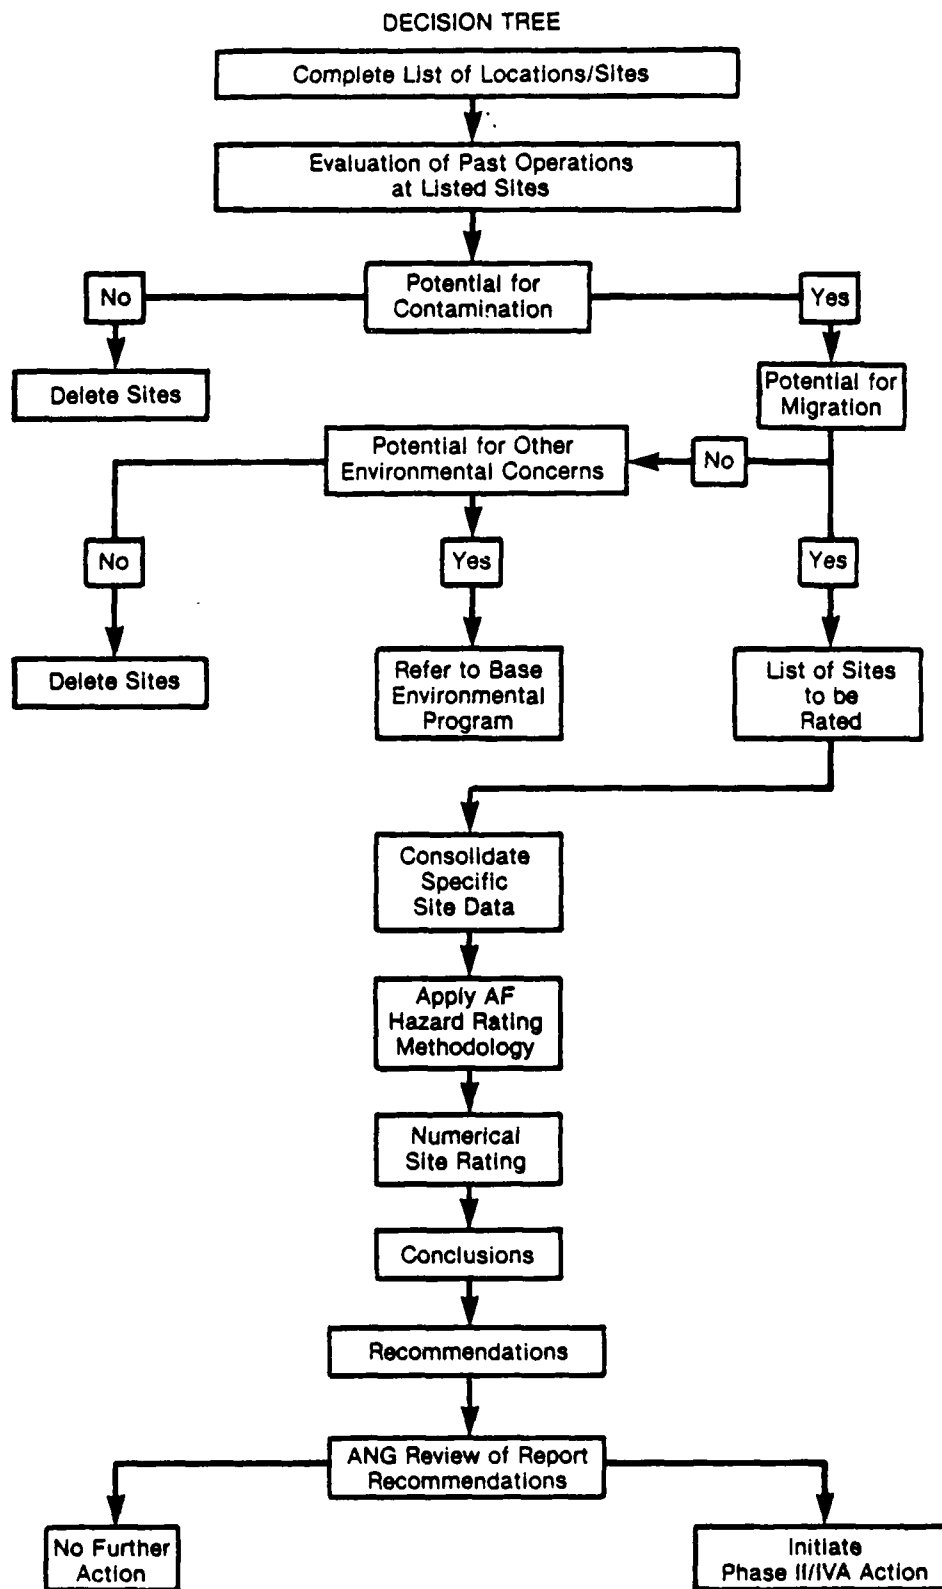 DECISION TREE
Complete List of Locations/Sites
Evaluation of Past Operations
at Listed Sites
Potential for
Contamination
No
Yes
Delete Sites
Potential for
Migration
Potential for Other
Environmental Concerns
No
No
Yes
Yes
Delete Sites
Refer to Base
Environmental
Program
List of Sites
to be
Rated
Consolidate
Specific
Site Data
Apply AF
Hazard Rating
Methodology
Numerical
Site Rating
Conclusions
Recommendations
ANG Review of Report
Recommendations
No Further
Action
Initiate
Phase II/IVA Action